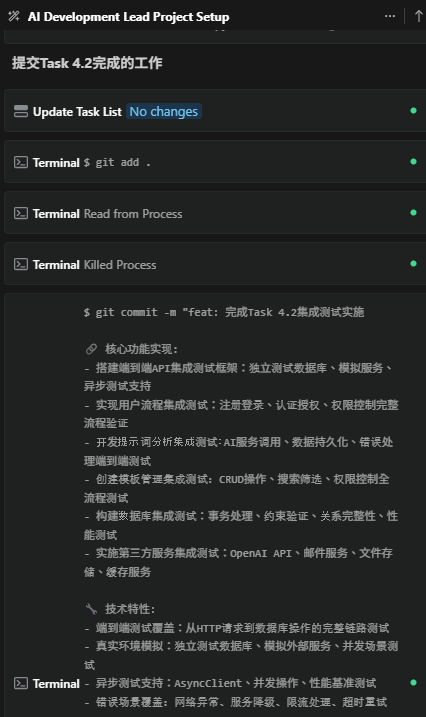 AI Development Lead Project Setup
提交Task 4.2完成的工作
Update Task List No changes
Terminal $ git add .
Terminal Read from Process
Terminal Killed Process
$ git commit -m "feat: 完成Task 4.2集成测试实施
🔗 核心功能实现:
- 搭建端到端API集成测试框架：独立测试数据库、模拟服务、
异步测试支持
- 实现用户流程集成测试：注册登录、认证授权、权限控制完整
流程验证
- 开发提示词分析集成测试：AI服务调用、数据持久化、错误处
理端到端测试
- 创建模板管理集成测试：CRUD操作、搜索筛选、权限控制全
流程测试
- 构建数据库集成测试：事务处理、约束验证、关系完整性、性
能测试
- 实施第三方服务集成测试：OpenAI API、邮件服务、文件存
储、缓存服务
🔧 技术特性:
- 端到端测试覆盖：从HTTP请求到数据库操作的完整链路测试
- 真实环境模拟：独立测试数据库、模拟外部服务、并发场景测
试
Terminal
- 异步测试支持：AsyncClient、并发操作、性能基准测试
- 错误场景覆盖：网络异常、服务降级、限流处理、超时重试